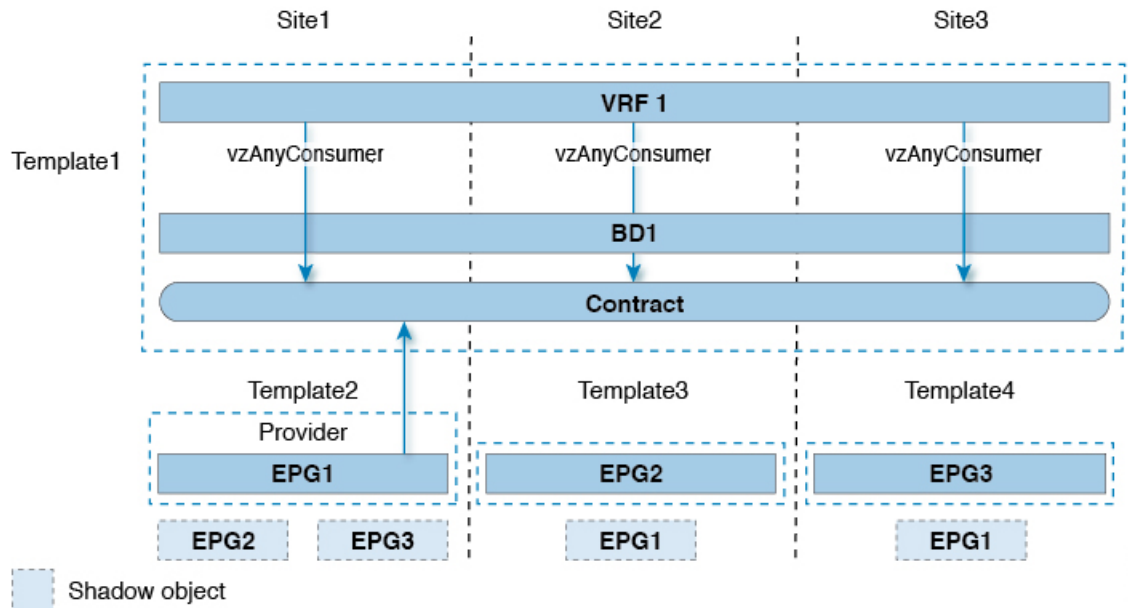 Site1 Site2 Site3
VRF 1
Template1 vzAnyConsumer vzAnyConsumer vzAnyConsumer
BD1
Contract
Template2 Template3 Template4
Provider
EPG1 EPG2 EPG3
EPG2 EPG3 EPG1 EPG1
Shadow object